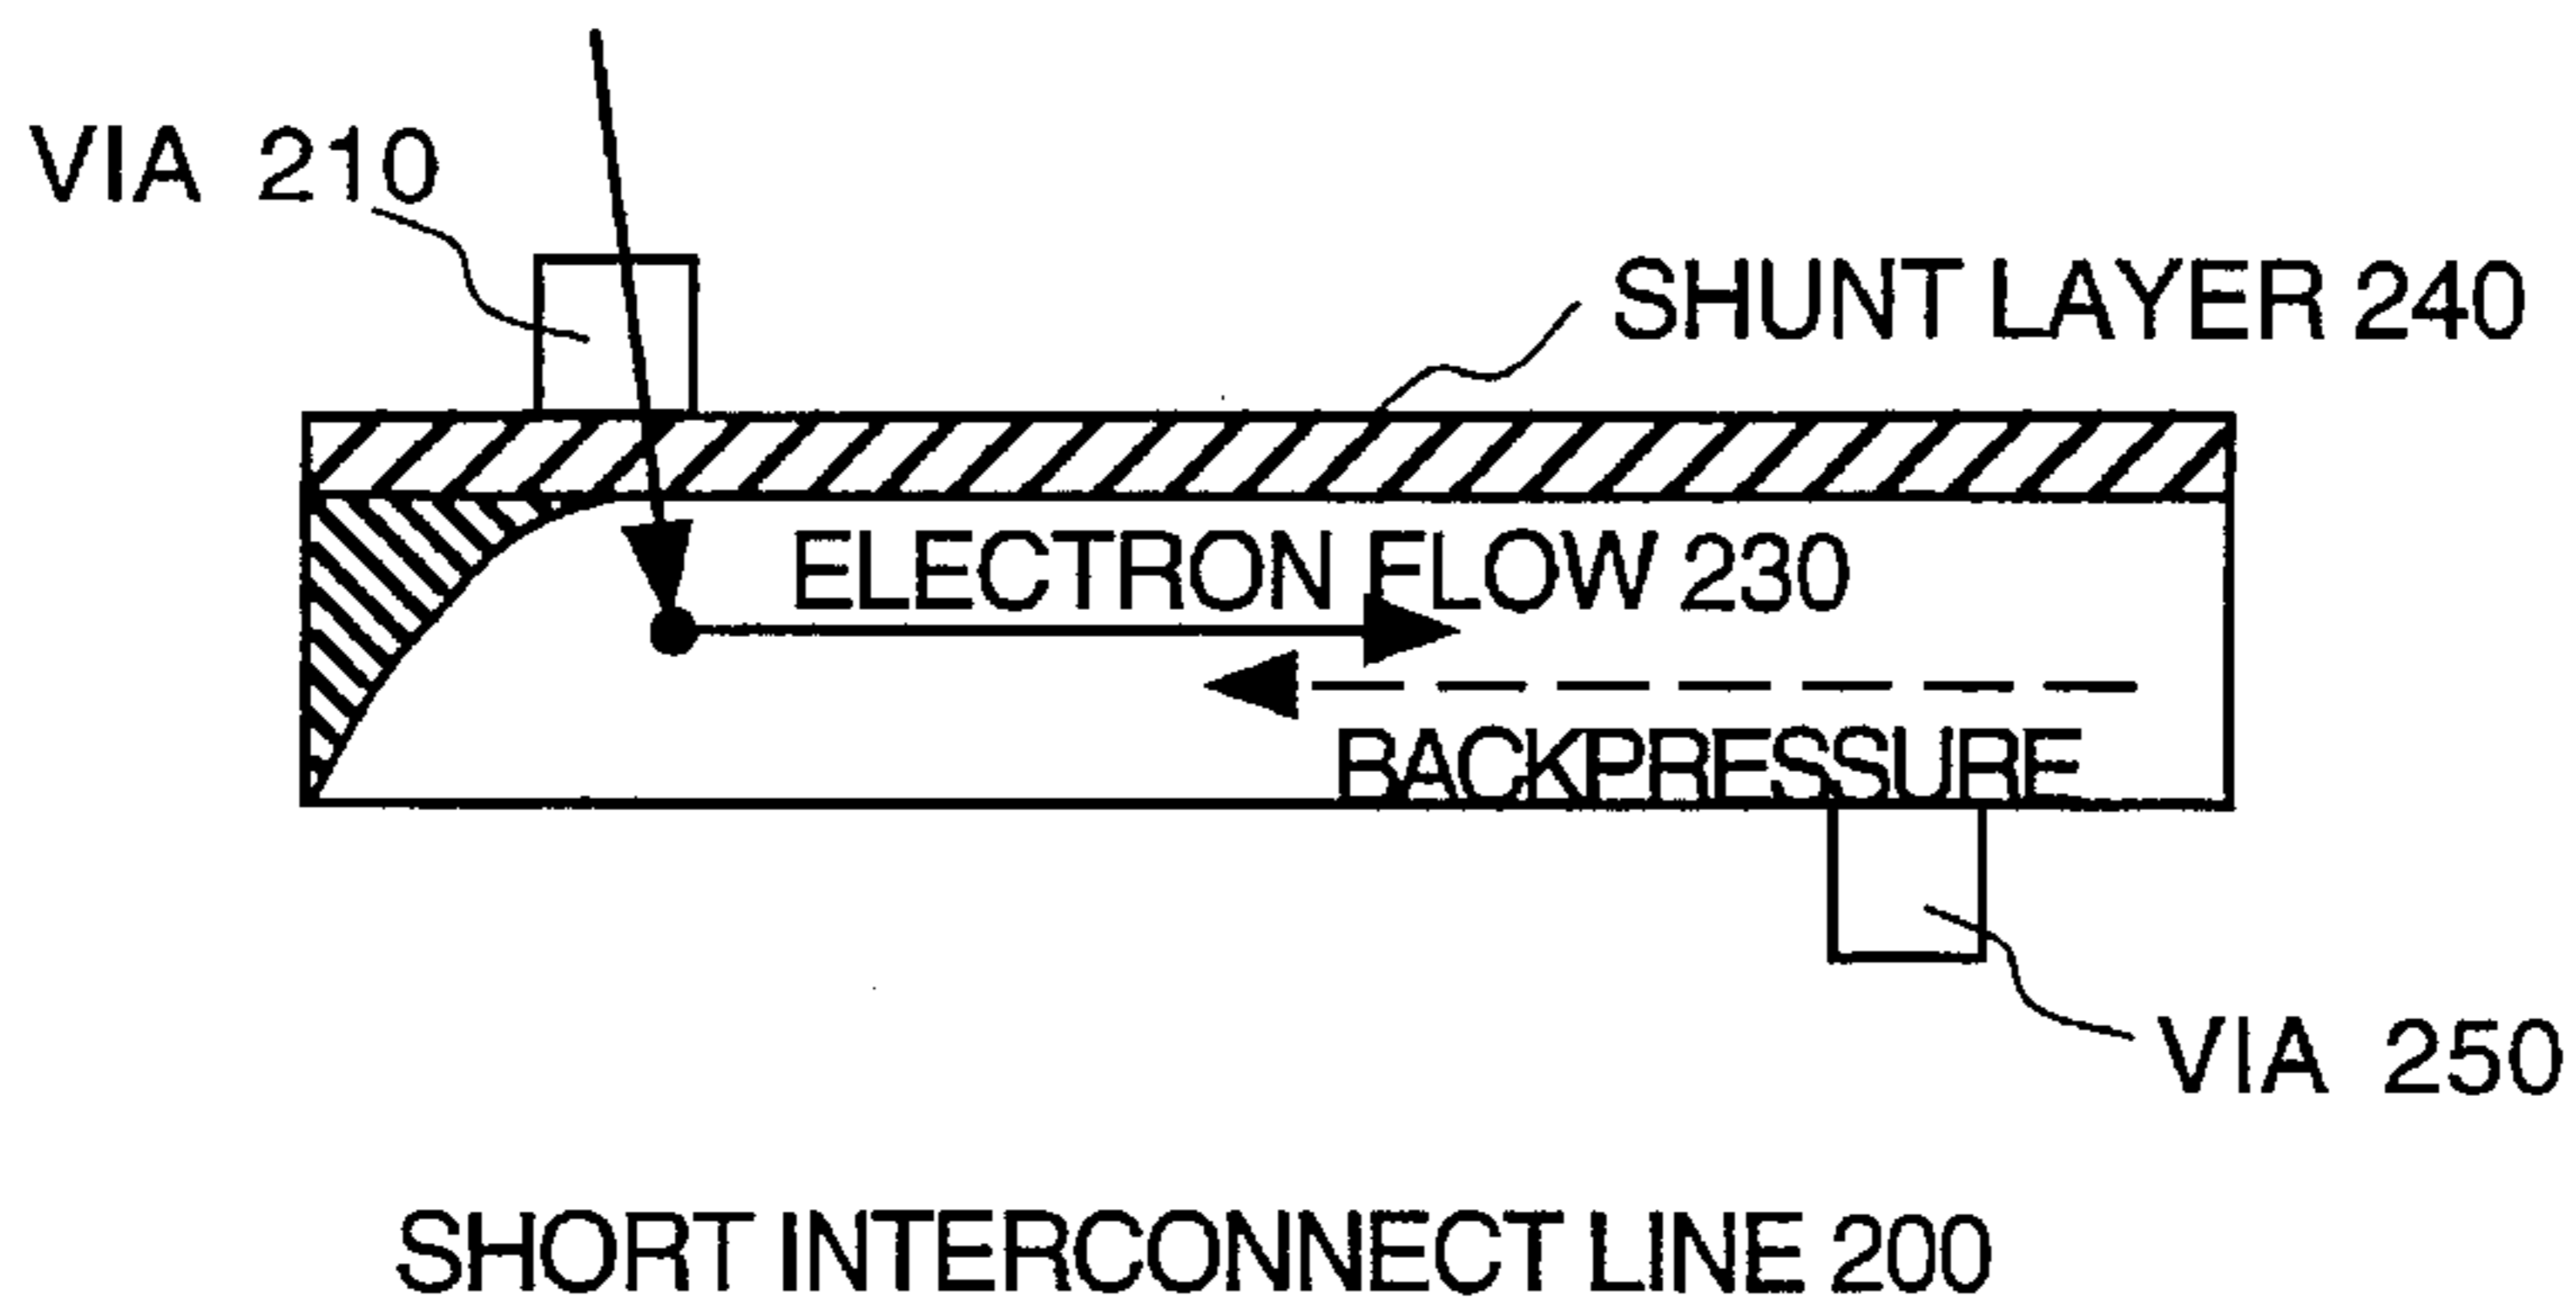 VIA 210
SHUNT LAYER 240
ELECTRON FLOW 230
BACKPRESSURE
VIA 250
SHORT INTERCONNECT LINE 200